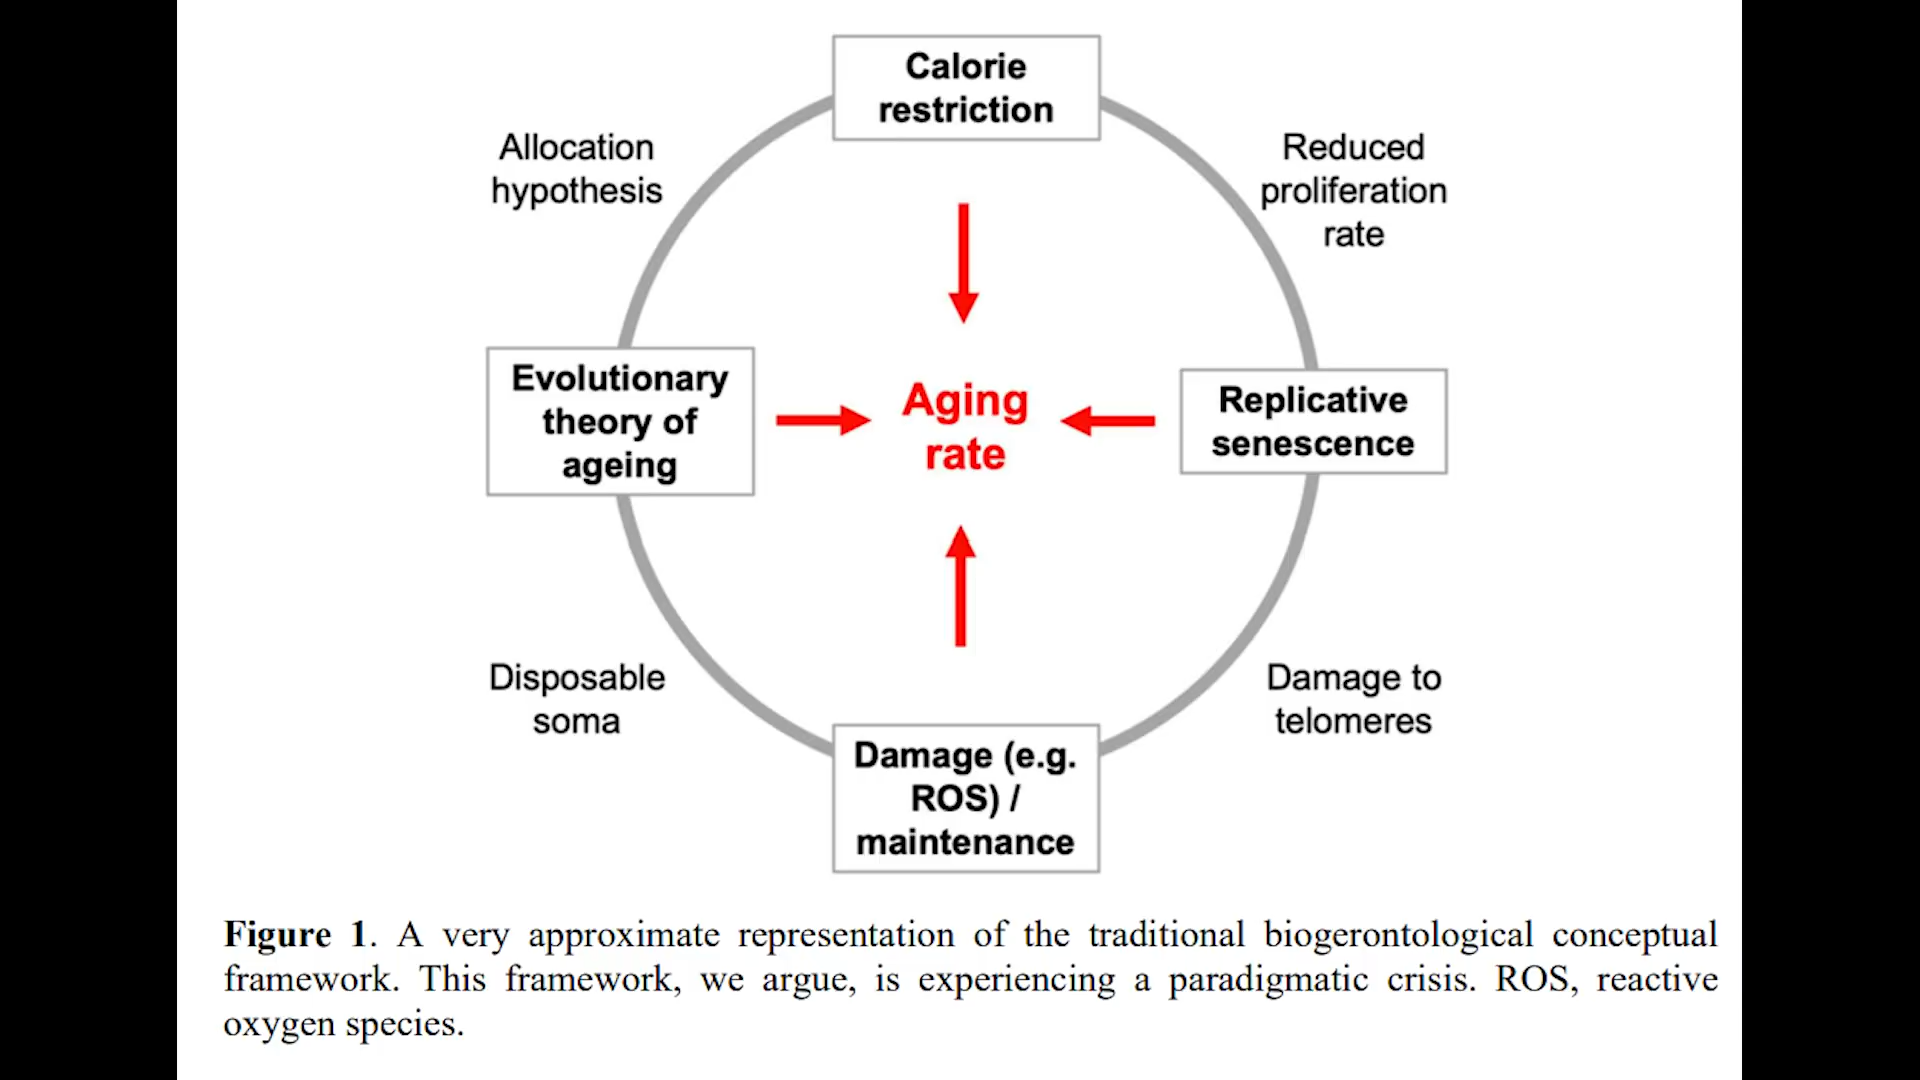 Calorie
restriction
Allocation
hypothesis
Reduced
proliferation
rate
Evolutionary
theory of
ageing
Aging
rate
Replicative
senescence
Disposable
soma
Damage to
telomeres
Damage (e.g.
ROS) /
maintenance
Figure 1. A very approximate representation of the traditional biogerontological conceptual
framework. This framework, we argue, is experiencing a paradigmatic crisis. ROS, reactive
oxygen species.